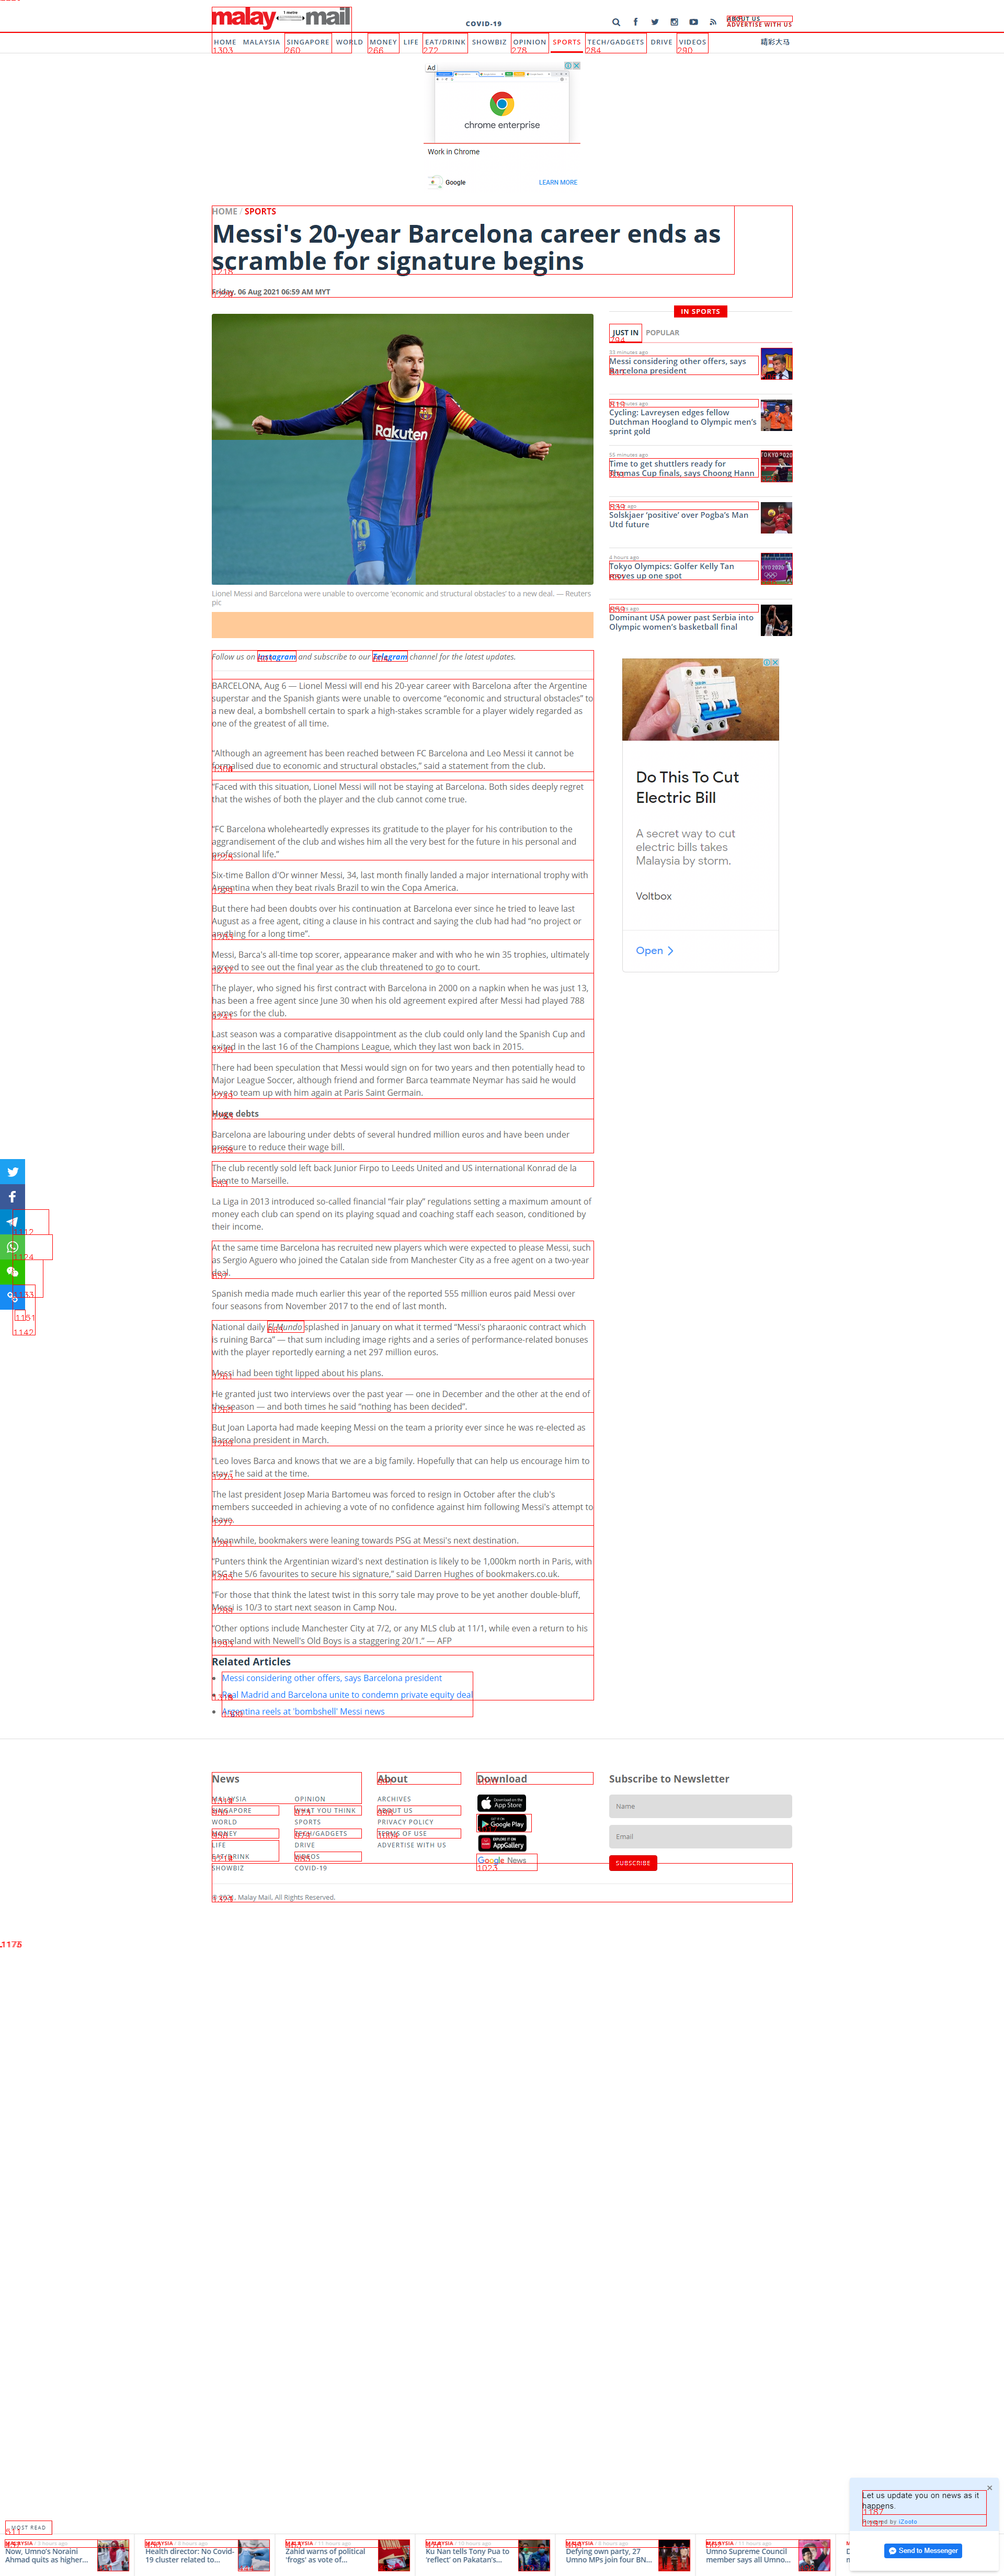 malay mail
1 metre
COVID-19
ABOUT US
ADVERTISE WITH US
HOME MALAYSIA SINGAPORE WORLD MONEY LIFE EAT/DRINK SHOWBIZ OPINION SPORTS TECH/GADGETS DRIVE VIDEOS 精彩大马
1303 260 266 272 278 284 290
Ad
chrome enterprise
Work in Chrome
Google LEARN MORE
HOME / SPORTS
Messi's 20-year Barcelona career ends as
scramble for signature begins
1218
Friday, 06 Aug 2021 06:59 AM MYT
IN SPORTS
JUST IN POPULAR
794
33 minutes ago
Messi considering other offers, says
Barcelona president
Cycling: Lavreysen edges fellow
Dutchman Hoogland to Olympic men's
sprint gold
55 minutes ago
Time to get shuttlers ready for
Thomas Cup finals, says Choong Hann
Solskjaer 'positive' over Pogba's Man
Utd future
4 hours ago
Tokyo Olympics: Golfer Kelly Tan
moves up one spot
Dominant USA power past Serbia into
Olympic women's basketball final
Rakuten
10
Lionel Messi and Barcelona were unable to overcome 'economic and structural obstacles' to a new deal. — Reuters
pic
Follow us on Instagram and subscribe to our Telegram channel for the latest updates.
BARCELONA, Aug 6 — Lionel Messi will end his 20-year career with Barcelona after the Argentine
superstar and the Spanish giants were unable to overcome "economic and structural obstacles" to
a new deal, a bombshell certain to spark a high-stakes scramble for a player widely regarded as
one of the greatest of all time.
"Although an agreement has been reached between FC Barcelona and Leo Messi it cannot be
formalised due to economic and structural obstacles," said a statement from the club.
"Faced with this situation, Lionel Messi will not be staying at Barcelona. Both sides deeply regret
that the wishes of both the player and the club cannot come true.
"FC Barcelona wholeheartedly expresses its gratitude to the player for his contribution to the
aggrandisement of the club and wishes him all the very best for the future in his personal and
professional life."
Six-time Ballon d'Or winner Messi, 34, last month finally landed a major international trophy with
Argentina when they beat rivals Brazil to win the Copa America.
But there had been doubts over his continuation at Barcelona ever since he tried to leave last
August as a free agent, citing a clause in his contract and saying the club had had "no project or
anything for a long time".
Messi, Barca's all-time top scorer, appearance maker and with who he win 35 trophies, ultimately
agreed to see out the final year as the club threatened to go to court.
The player, who signed his first contract with Barcelona in 2000 on a napkin when he was just 13,
has been a free agent since June 30 when his old agreement expired after Messi had played 788
games for the club.
Last season was a comparative disappointment as the club could only land the Spanish Cup and
exited in the last 16 of the Champions League, which they last won back in 2015.
There had been speculation that Messi would sign on for two years and then potentially head to
Major League Soccer, although friend and former Barca teammate Neymar has said he would
love to team up with him again at Paris Saint Germain.
Huge debts
Barcelona are labouring under debts of several hundred million euros and have been under
pressure to reduce their wage bill.
The club recently sold left back Junior Firpo to Leeds United and US international Konrad de la
Fuente to Marseille.
La Liga in 2013 introduced so-called financial "fair play" regulations setting a maximum amount of
money each club can spend on its playing squad and coaching staff each season, conditioned by
their income.
At the same time Barcelona has recruited new players which were expected to please Messi, such
as Sergio Aguero who joined the Catalan side from Manchester City as a free agent on a two-year
deal.
Spanish media made much earlier this year of the reported 555 million euros paid Messi over
four seasons from November 2017 to the end of last month.
National daily El Mundo splashed in January on what it termed "Messi's pharaonic contract which
is ruining Barca" — that sum including image rights and a series of performance-related bonuses
with the player reportedly earning a net 297 million euros.
Messi had been tight lipped about his plans.
He granted just two interviews over the past year — one in December and the other at the end of
the season — and both times he said "nothing has been decided".
But Joan Laporta had made keeping Messi on the team a priority ever since he was re-elected as
Barcelona president in March.
"Leo loves Barca and knows that we are a big family. Hopefully that can help us encourage him to
stay," he said at the time.
The last president Josep Maria Bartomeu was forced to resign in October after the club's
members succeeded in achieving a vote of no confidence against him following Messi's attempt to
leave.
Meanwhile, bookmakers were leaning towards PSG at Messi's next destination.
"Punters think the Argentinian wizard's next destination is likely to be 1,000km north in Paris, with
PSG the 5/6 favourites to secure his signature," said Darren Hughes of bookmakers.co.uk.
"For those that think the latest twist in this sorry tale may prove to be yet another double-bluff,
Messi is 10/3 to start next season in Camp Nou.
"Other options include Manchester City at 7/2, or any MLS club at 11/1, while even a return to his
homeland with Newell's Old Boys is a staggering 20/1." — AFP
Related Articles
Messi considering other offers, says Barcelona president
Real Madrid and Barcelona unite to condemn private equity deal
Argentina reels at 'bombshell' Messi news
Do This To Cut
Electric Bill
A secret way to cut
electric bills takes
Malaysia by storm.
Voltbox
Open
1112
1124
1133
1151
1142
News
MALAYSIA
SINGAPORE
WORLD
MONEY
LIFE
EAT/DRINK
SHOWBIZ
OPINION
WHAT YOU THINK
SPORTS
TECH/GADGETS
DRIVE
VIDEOS
COVID-19
About
ARCHIVES
ABOUT US
PRIVACY POLICY
TERMS OF USE
ADVERTISE WITH US
Download
Download on the
App Store
GET IT ON
Google Play
EXPLORE IT ON
AppGallery
Google News
1023
Subscribe to Newsletter
Name
Email
SUBSCRIBE
© 2021, Malay Mail. All Rights Reserved.
1175
Let us update you on news as it
happens.
Powered by iZooto
Send to Messenger
MOST READ
511
MALAYSIA
Now, Umno's Noraini
Ahmad quits as higher...
MALAYSIA
Health director: No Covid-
19 cluster related to...
MALAYSIA
Zahid warns of political
'frogs' as vote of...
MALAYSIA
Ku Nan tells Tony Pua to
'reflect' on Pakatan's...
MALAYSIA
Defying own party, 27
Umno MPs join four BN...
MALAYSIA
Umno Supreme Council
member says all Umno...